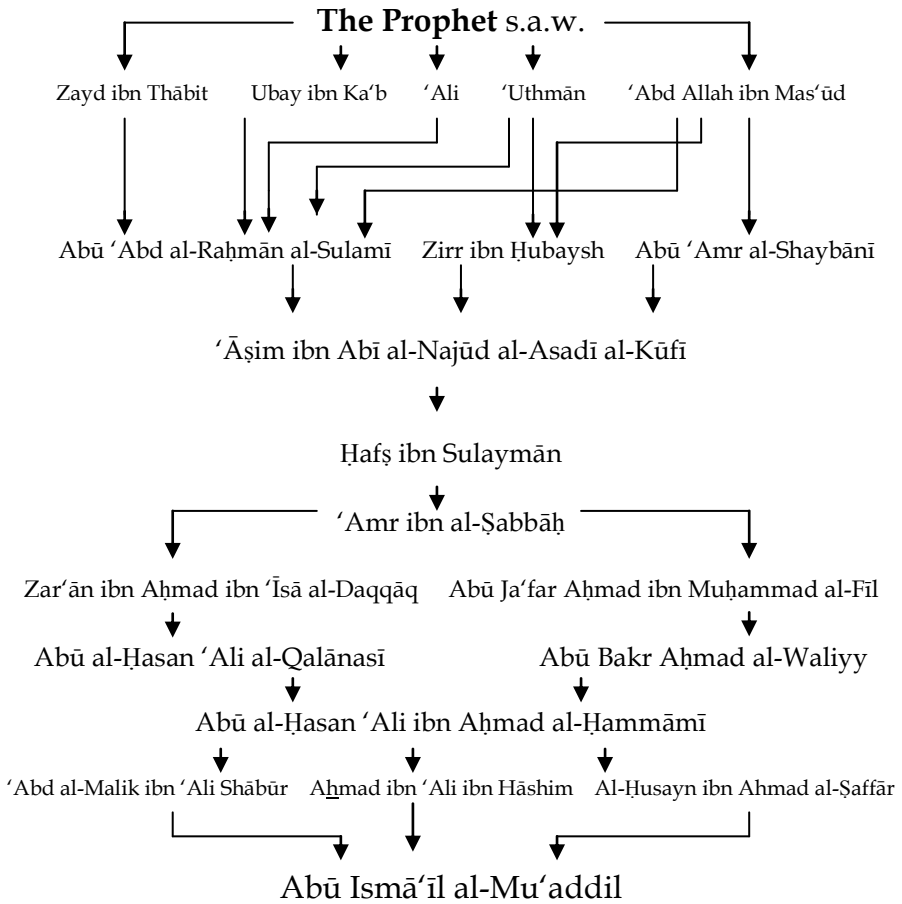 The Prophet s.a.w.
Zayd ibn Thābit Ubay ibn Ka‘b ‘Ali ‘Uthmān ‘Abd Allah ibn Mas‘ūd
Abū ‘Abd al-Raḥmān al-Sulamī Zirr ibn Ḥubaysh Abū ‘Amr al-Shaybānī
‘Āṣim ibn Abī al-Najūd al-Asadī al-Kūfī
Ḥafṣ ibn Sulaymān
‘Amr ibn al-Ṣabbāḥ
Zar‘ān ibn Aḥmad ibn ‘Īsā al-Daqqāq Abū Ja‘far Aḥmad ibn Muḥammad al-Fīl
Abū al-Ḥasan ‘Ali al-Qalānasī Abū Bakr Aḥmad al-Waliyy
Abū al-Ḥasan ‘Ali ibn Aḥmad al-Ḥammāmī
‘Abd al-Malik ibn ‘Ali Shābūr Aẖmad ibn ‘Ali ibn Hāshim Al-Ḥusayn ibn Aḥmad al-Ṣaffār
Abū Ismā‘īl al-Mu‘addil